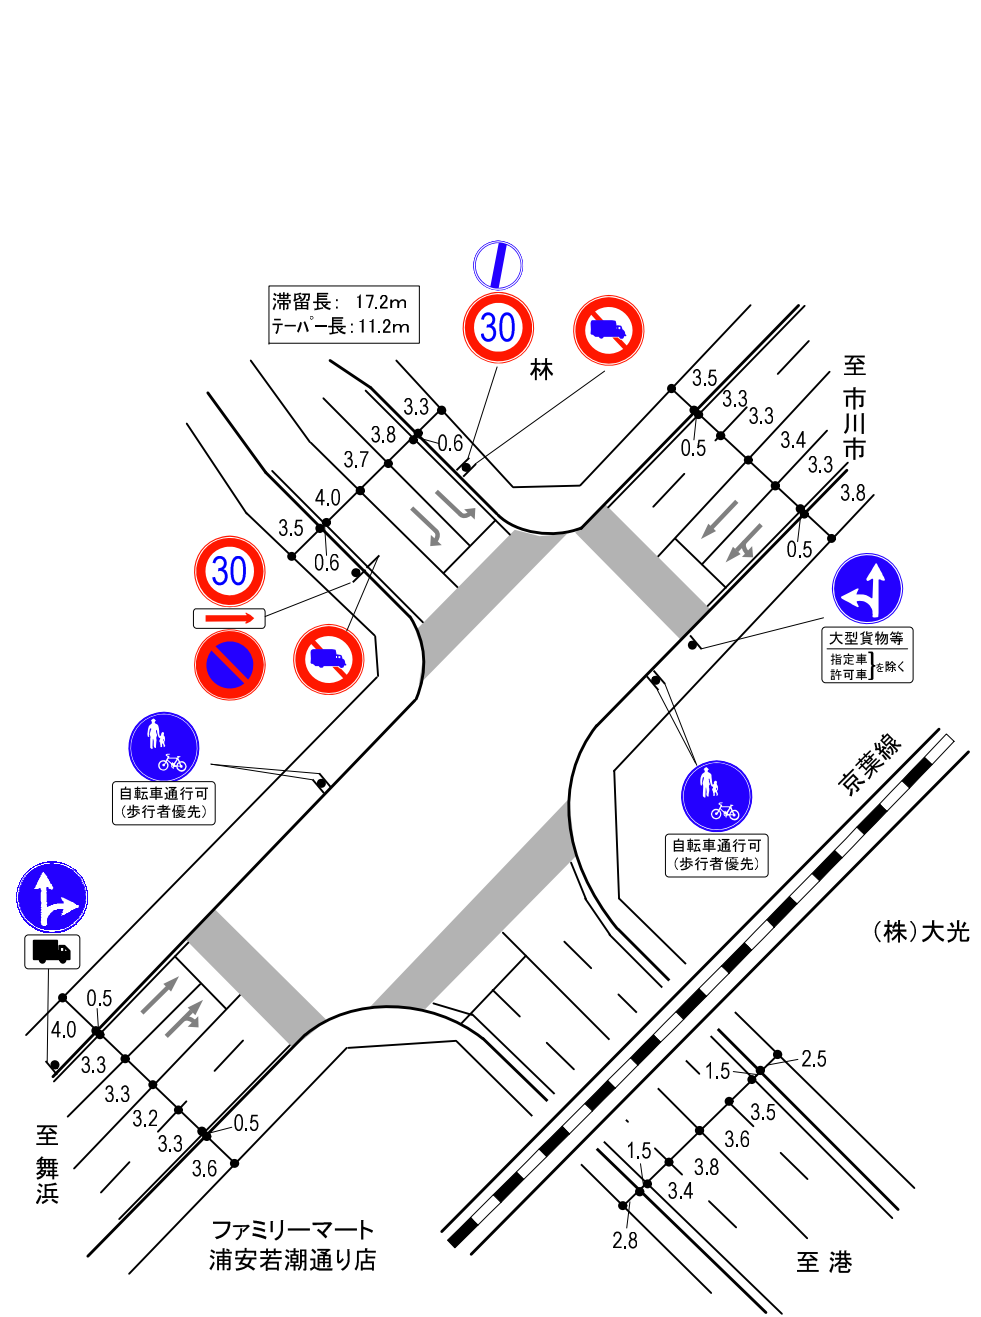 滞留長： 17.2m
テーパー長：11.2m
30
林
至市川市
3.5
3.3
3.3
3.4
3.3
3.8
0.5
0.5
3.3
3.8
0.6
3.7
4.0
3.5
0.6
30
大型貨物等
指定車
許可車
を除く
自転車通行可
(歩行者優先)
自転車通行可
(歩行者優先)
京葉線
(株)大光
0.5
4.0
3.3
3.3
3.2
3.3
0.5
3.6
至舞浜
2.5
1.5
3.5
3.6
3.8
1.5
3.4
2.8
ファミリーマート
浦安若潮通り店
至 港